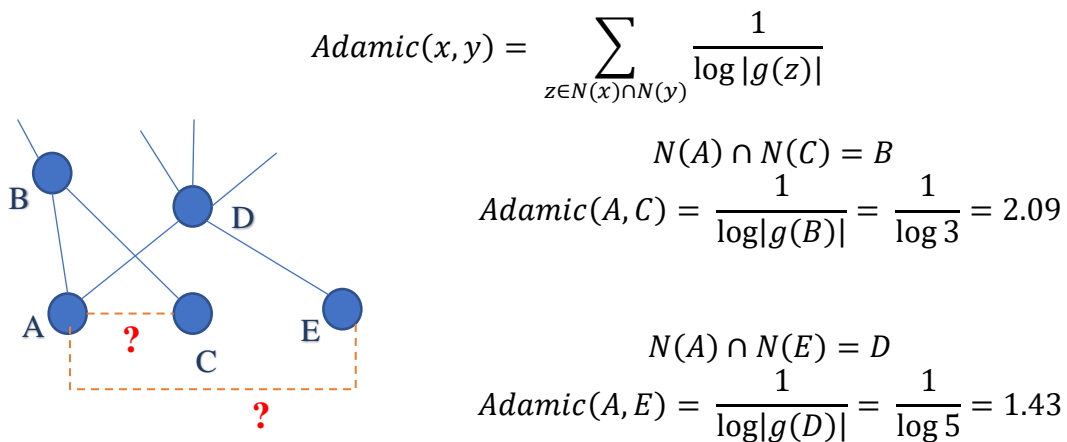 Adamic(x, y) = ∑_{z∈N(x)∩N(y)} 1 / log|g(z)|
N(A) ∩ N(C) = B
Adamic(A, C) = 1 / log|g(B)| = 1 / log 3 = 2.09
N(A) ∩ N(E) = D
Adamic(A, E) = 1 / log|g(D)| = 1 / log 5 = 1.43
B
D
A
?
C
E
?